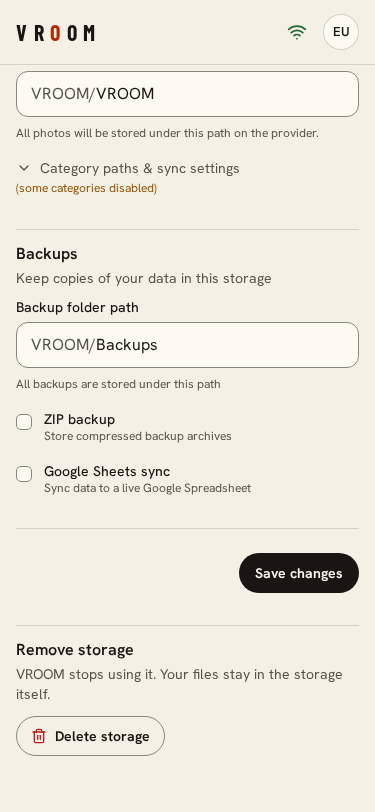 VROOM
EU
VROOM/VROOM
All photos will be stored under this path on the provider.
Category paths & sync settings
(some categories disabled)
Backups
Keep copies of your data in this storage
Backup folder path
VROOM/Backups
All backups are stored under this path
ZIP backup
Store compressed backup archives
Google Sheets sync
Sync data to a live Google Spreadsheet
Save changes
Remove storage
VROOM stops using it. Your files stay in the storage
itself.
Delete storage